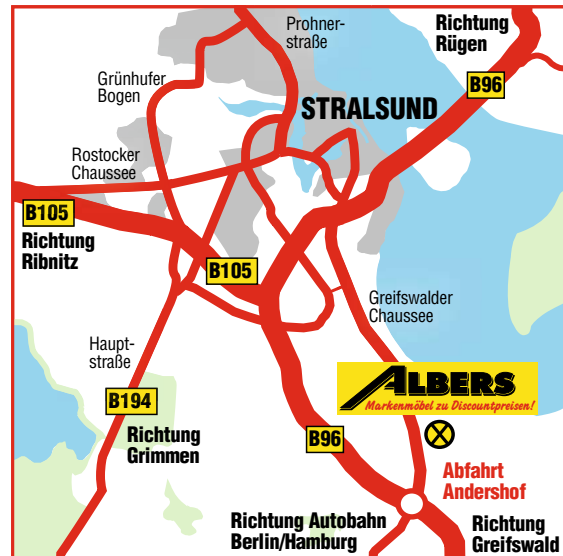 Prohner-
straße
Richtung
Rügen
Grünhufer
Bogen
B96
STRALSUND
Rostocker
Chaussee
B105
Richtung
Ribnitz
B105
Greifswalder
Chaussee
Haupt-
straße
ALBERS
Markenmöbel zu Discountpreisen!
B194
Richtung
Grimmen
B96
X
Abfahrt
Andershof
Richtung Autobahn
Berlin/Hamburg
Richtung
Greifswald